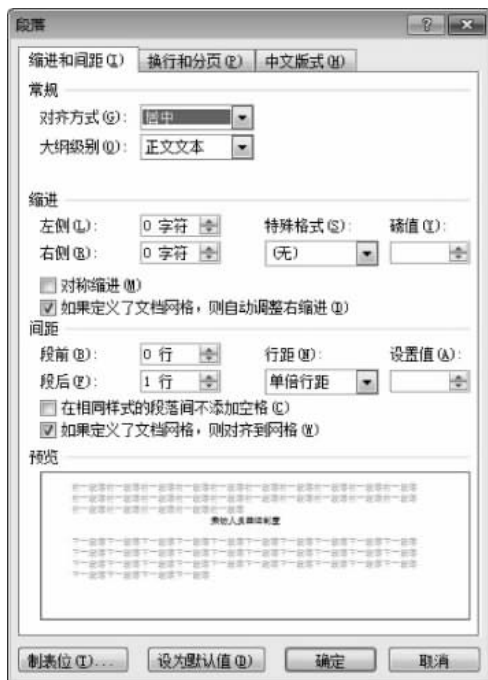 段落
缩进和间距(I) 换行和分页(P) 中文版式(H)
常规
对齐方式(G): 居中
大纲级别(O): 正文文本
缩进
左侧(L): 0 字符 特殊格式(S): 磅值(Y):
右侧(R): 0 字符 (无)
对称缩进(M)
如果定义了文档网格，则自动调整右缩进(D)
间距
段前(B): 0 行 行距(N): 设置值(A):
段后(F): 1 行 单倍行距
在相同样式的段落间不添加空格(C)
如果定义了文档网格，则对齐到网格(W)
预览
制表位(T)... 设为默认值(D) 确定 取消